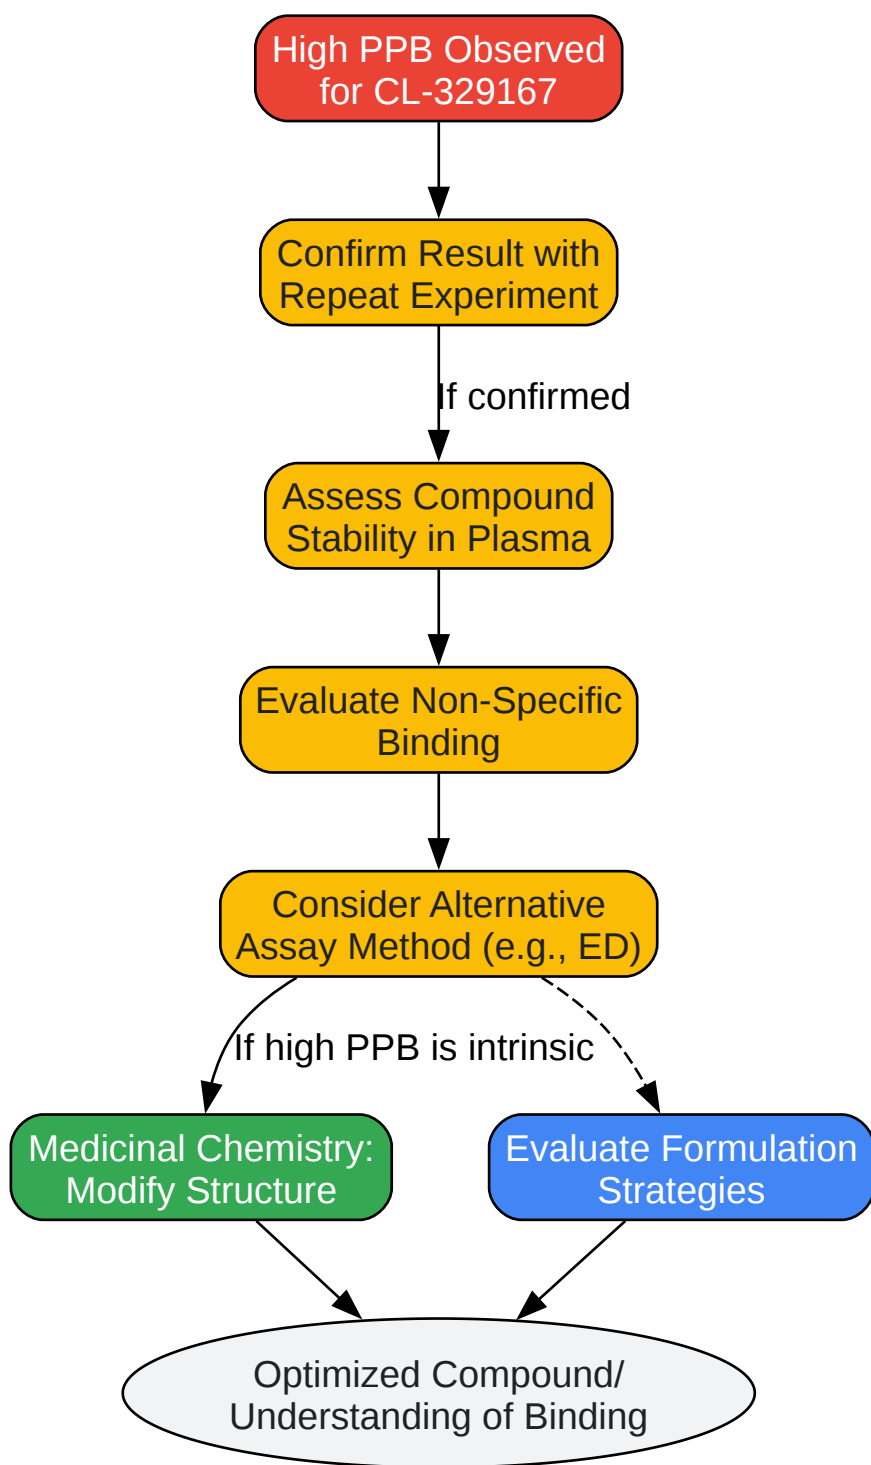 High PPB Observed
for CL-329167
Confirm Result with
Repeat Experiment
If confirmed
Assess Compound
Stability in Plasma
Evaluate Non-Specific
Binding
Consider Alternative
Assay Method (e.g., ED)
If high PPB is intrinsic
Medicinal Chemistry:
Modify Structure
Evaluate Formulation
Strategies
Optimized Compound/
Understanding of Binding